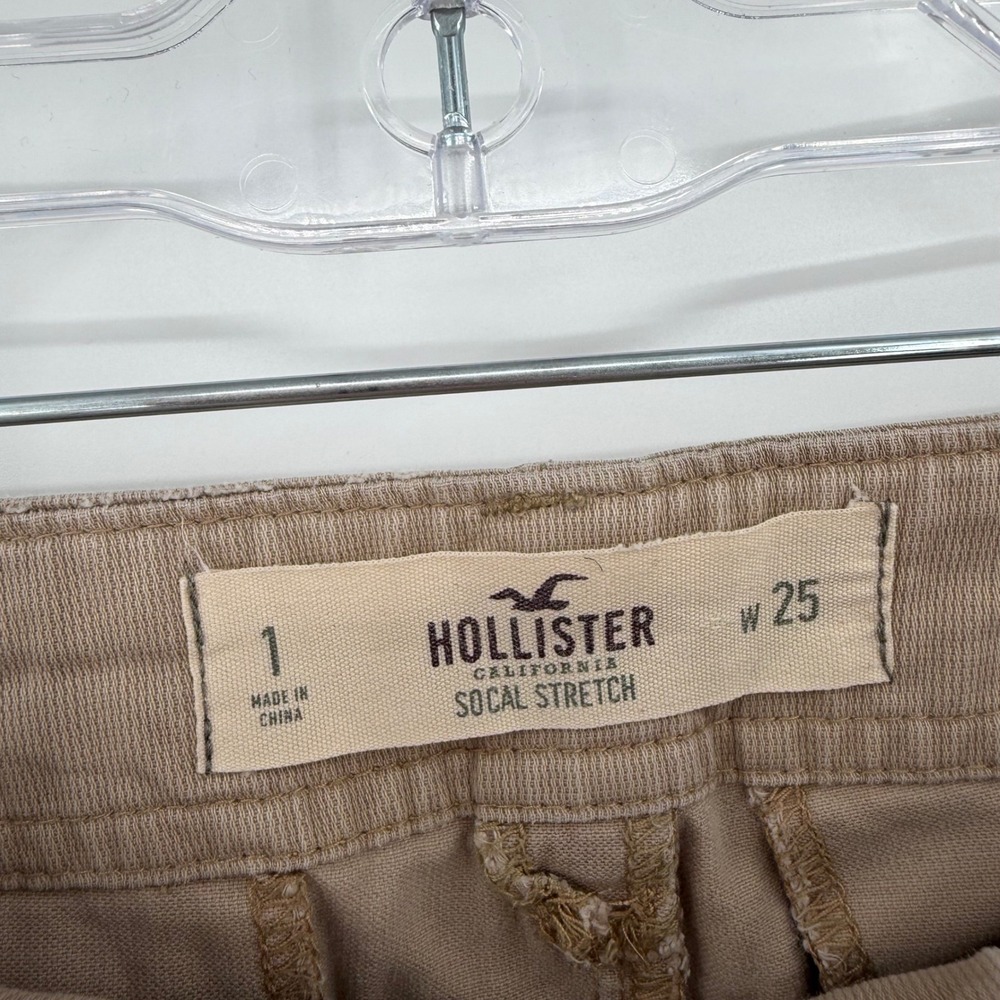 1
MADE IN
CHINA
HOLLISTER
CALIFORNIA
SOCAL STRETCH
W 25